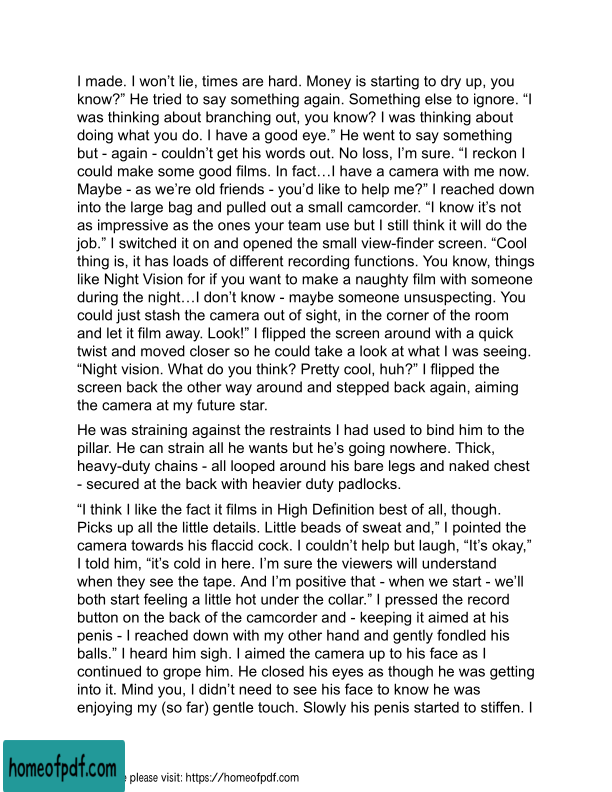 I made. I won’t lie, times are hard. Money is starting to dry up, you
know?” He tried to say something again. Something else to ignore. “I
was thinking about branching out, you know? I was thinking about
doing what you do. I have a good eye.” He went to say something
but - again - couldn’t get his words out. No loss, I’m sure. “I reckon I
could make some good films. In fact…I have a camera with me now.
Maybe - as we’re old friends - you’d like to help me?” I reached down
into the large bag and pulled out a small camcorder. “I know it’s not
as impressive as the ones your team use but I still think it will do the
job.” I switched it on and opened the small view-finder screen. “Cool
thing is, it has loads of different recording functions. You know, things
like Night Vision for if you want to make a naughty film with someone
during the night…I don’t know - maybe someone unsuspecting. You
could just stash the camera out of sight, in the corner of the room
and let it film away. Look!” I flipped the screen around with a quick
twist and moved closer so he could take a look at what I was seeing.
“Night vision. What do you think? Pretty cool, huh?” I flipped the
screen back the other way around and stepped back again, aiming
the camera at my future star.
He was straining against the restraints I had used to bind him to the
pillar. He can strain all he wants but he’s going nowhere. Thick,
heavy-duty chains - all looped around his bare legs and naked chest
- secured at the back with heavier duty padlocks.
“I think I like the fact it films in High Definition best of all, though.
Picks up all the little details. Little beads of sweat and,” I pointed the
camera towards his flaccid cock. I couldn’t help but laugh, “It’s okay,”
I told him, “it’s cold in here. I’m sure the viewers will understand
when they see the tape. And I’m positive that - when we start - we’ll
both start feeling a little hot under the collar.” I pressed the record
button on the back of the camcorder and - keeping it aimed at his
penis - I reached down with my other hand and gently fondled his
balls.” I heard him sigh. I aimed the camera up to his face as I
continued to grope him. He closed his eyes as though he was getting
into it. Mind you, I didn’t need to see his face to know he was
enjoying my (so far) gentle touch. Slowly his penis started to stiffen. I
homeofpdf.com
please visit: https://homeofpdf.com